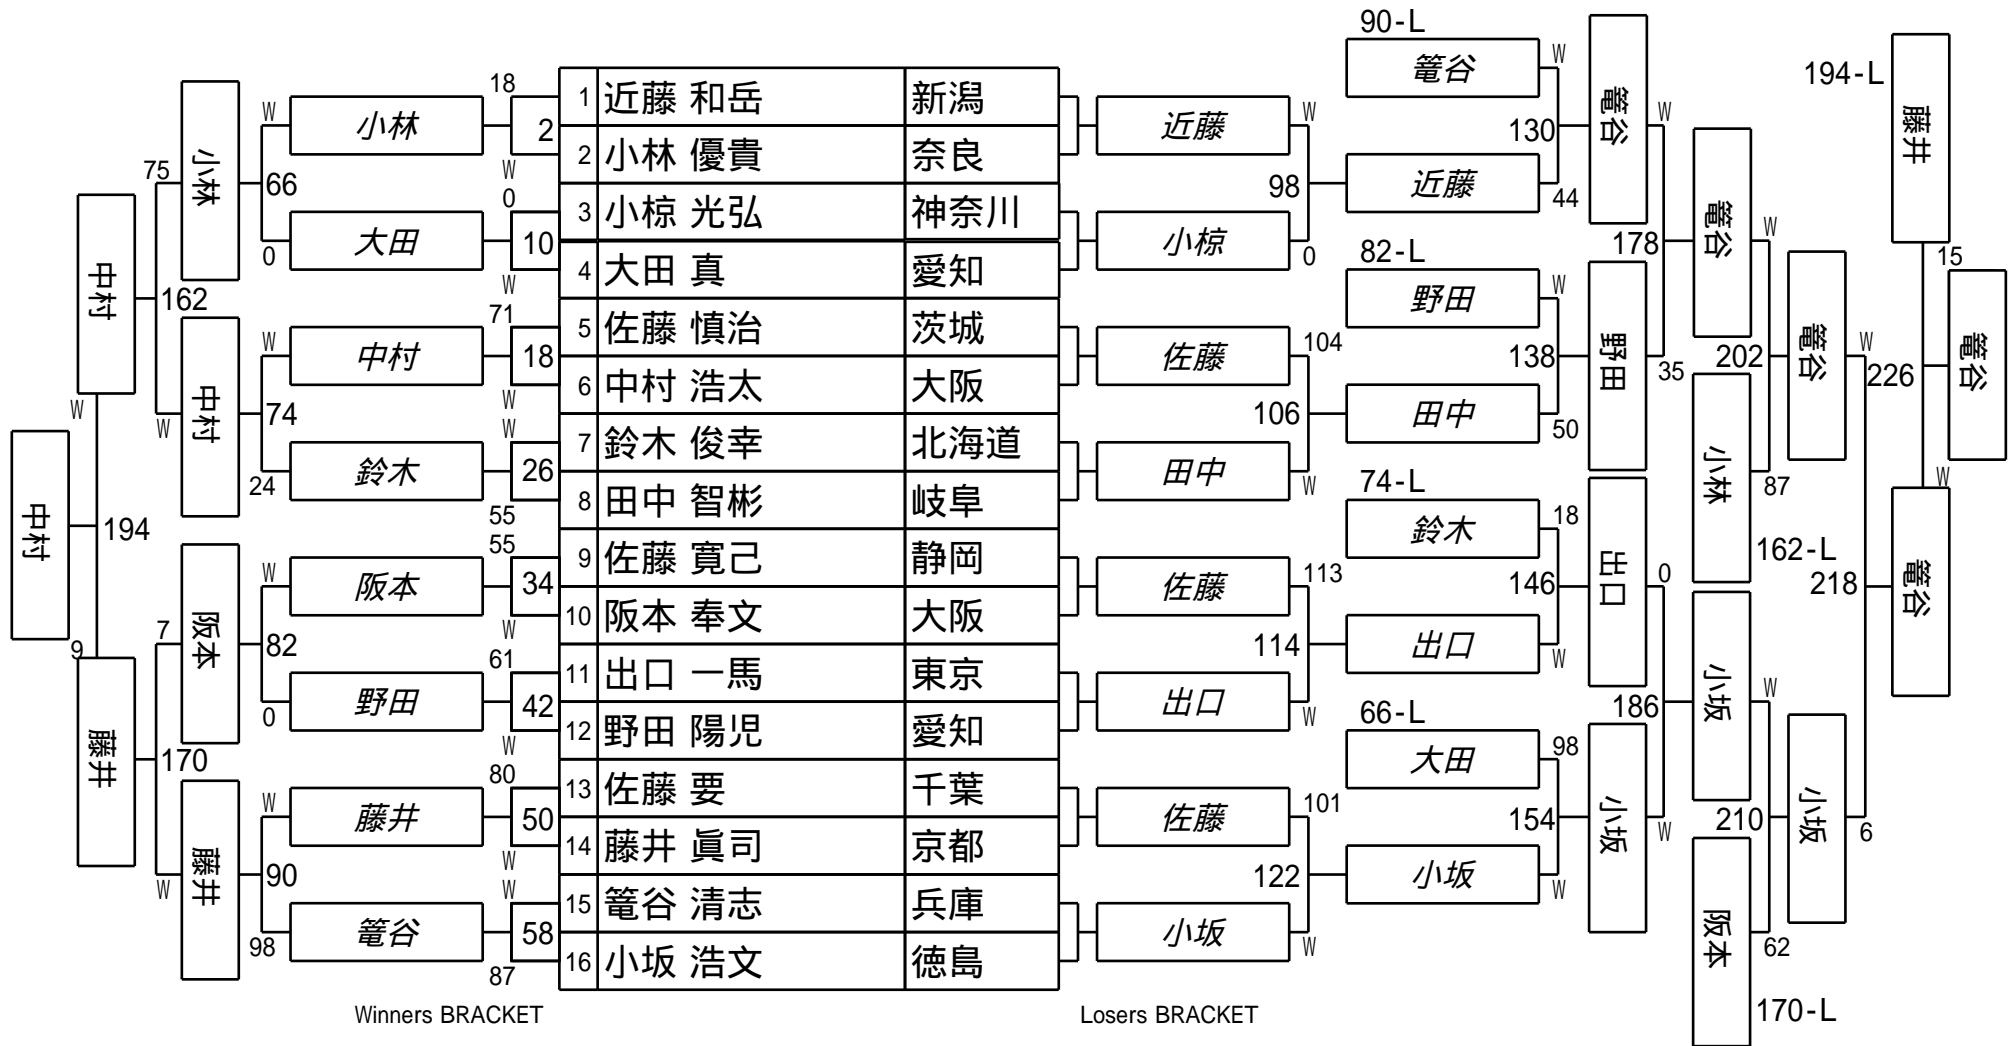 90-L
篭谷
W
篭谷
194-L
藤井
18
1 近藤 和岳 新潟
小林
W
小林
2
近藤
W
130
W
2 小林 優貴 奈良
篭谷
75
66
W
0
98
近藤
44
中村
3 小椋 光弘 神奈川
0
大田
10
小椋
0
178
篭谷
W
15
162
4 大田 真 愛知
W
82-L
野田
W
野田
篭谷
篭谷
71
5 佐藤 慎治 茨城
中村
W
中村
18
佐藤
104
138
35
202
W
226
6 中村 浩太 大阪
W
W
74
W
W
106
田中
50
小林
87
W
7 鈴木 俊幸 北海道
24
鈴木
26
田中
W
74-L
鈴木
18
出口
篭谷
8 田中 智彬 岐阜
55
中村
194
55
9 佐藤 寛己 静岡
阪本
W
阪本
34
佐藤
113
146
0
162-L
218
10 阪本 奉文 大阪
W
9
7
82
61
114
出口
W
小坂
11 出口 一馬 東京
藤井
0
野田
42
出口
W
66-L
186
W
12 野田 陽児 愛知
W
大田
98
小坂
小坂
170
80
13 佐藤 要 千葉
藤井
W
藤井
50
佐藤
101
154
W
210
6
14 藤井 眞司 京都
W
W
90
W
122
小坂
W
阪本
15 篭谷 清志 兵庫
98
篭谷
58
小坂
W
62
16 小坂 浩文 徳島
87
Winners BRACKET
Losers BRACKET
170-L